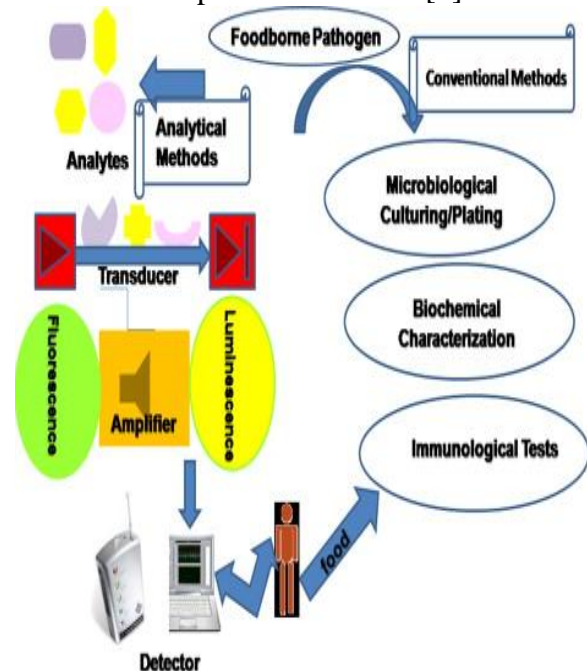 Foodborne Pathogen
Conventional Methods
Analytical
Methods
Analytes
Microbiological
Culturing/Plating
Transducer
Biochemical
Characterization
Fluorescence
Luminescence
Amplifier
Immunological Tests
food
Detector